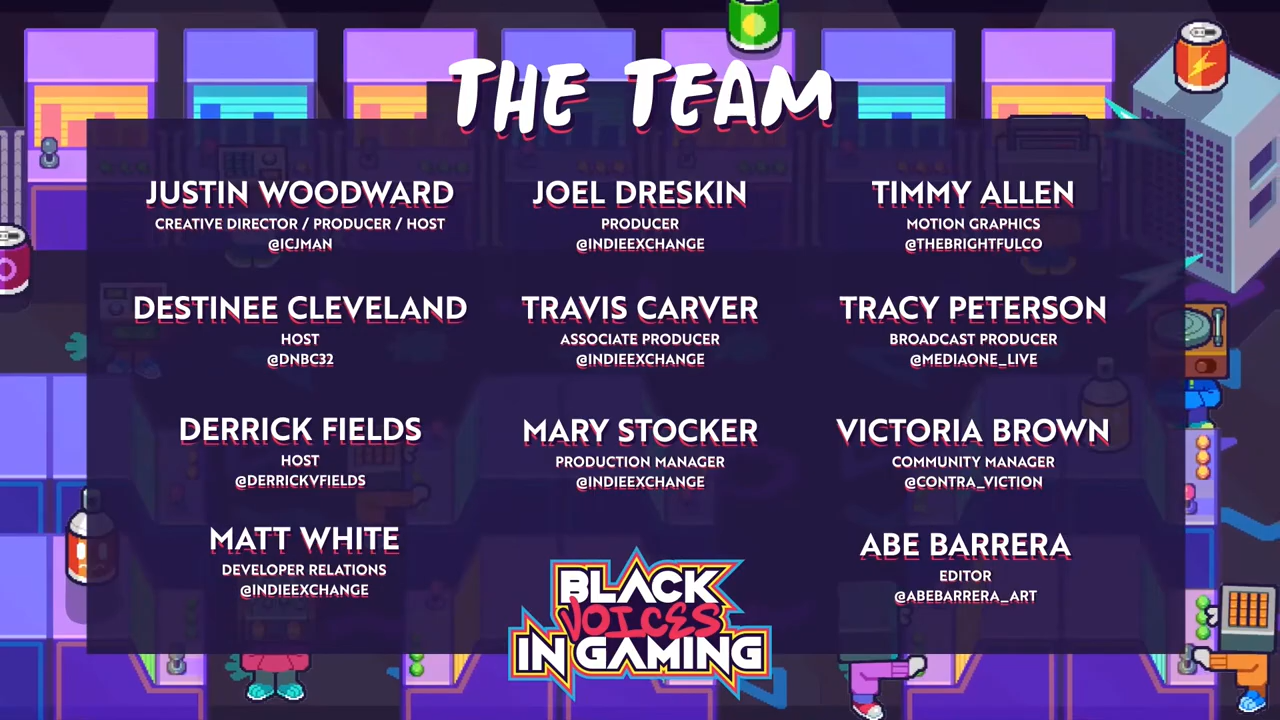 THE TEAM
JUSTIN WOODWARD
CREATIVE DIRECTOR / PRODUCER / HOST
@ICJMAN
JOEL DRESKIN
PRODUCER
@INDIEEXCHANGE
TIMMY ALLEN
MOTION GRAPHICS
@THEBRIGHTFULCO
DESTINEE CLEVELAND
HOST
@DNBC32
TRAVIS CARVER
ASSOCIATE PRODUCER
@INDIEEXCHANGE
TRACY PETERSON
BROADCAST PRODUCER
@MEDIAONE_LIVE
DERRICK FIELDS
HOST
@DERRICKVFIELDS
MARY STOCKER
PRODUCTION MANAGER
@INDIEEXCHANGE
VICTORIA BROWN
COMMUNITY MANAGER
@CONTRA_VICTION
MATT WHITE
DEVELOPER RELATIONS
@INDIEEXCHANGE
ABE BARRERA
EDITOR
@ABEBARRERA_ART
BLACK
VOICES
IN GAMING